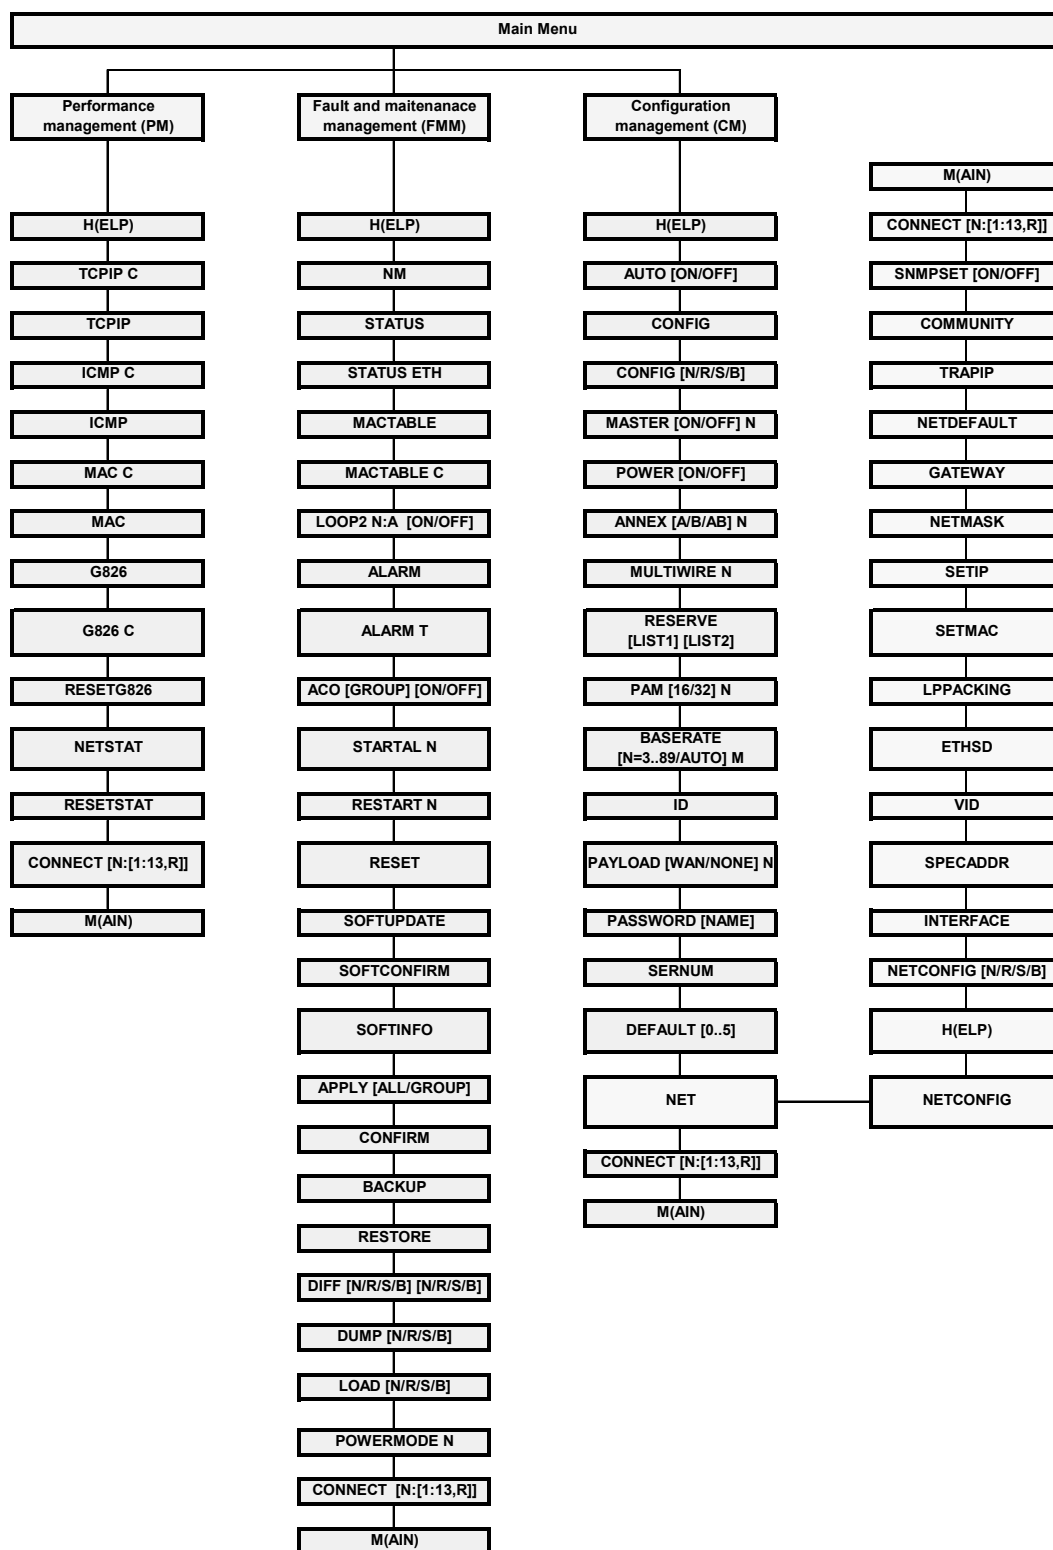 Main Menu
Performance
management (PM)
H(ELP)
TCPIP C
TCPIP
ICMP C
ICMP
MAC C
MAC
G826
G826 C
RESETG826
NETSTAT
RESETSTAT
CONNECT [N:[1:13,R]]
M(AIN)
Fault and maitenanace
management (FMM)
H(ELP)
NM
STATUS
STATUS ETH
MACTABLE
MACTABLE C
LOOP2 N:A [ON/OFF]
ALARM
ALARM T
ACO [GROUP] [ON/OFF]
STARTAL N
RESTART N
RESET
SOFTUPDATE
SOFTCONFIRM
SOFTINFO
APPLY [ALL/GROUP]
CONFIRM
BACKUP
RESTORE
DIFF [N/R/S/B] [N/R/S/B]
DUMP [N/R/S/B]
LOAD [N/R/S/B]
POWERMODE N
CONNECT [N:[1:13,R]]
M(AIN)
Configuration
management (CM)
H(ELP)
AUTO [ON/OFF]
CONFIG
CONFIG [N/R/S/B]
MASTER [ON/OFF] N
POWER [ON/OFF]
ANNEX [A/B/AB] N
MULTIWIRE N
RESERVE
[LIST1] [LIST2]
PAM [16/32] N
BASERATE
[N=3..89/AUTO] M
ID
PAYLOAD [WAN/NONE] N
PASSWORD [NAME]
SERNUM
DEFAULT [0..5]
NET
CONNECT [N:[1:13,R]]
M(AIN)
M(AIN)
CONNECT [N:[1:13,R]]
SNMPSET [ON/OFF]
COMMUNITY
TRAPIP
NETDEFAULT
GATEWAY
NETMASK
SETIP
SETMAC
LPPACKING
ETHSD
VID
SPECADDR
INTERFACE
NETCONFIG [N/R/S/B]
H(ELP)
NETCONFIG